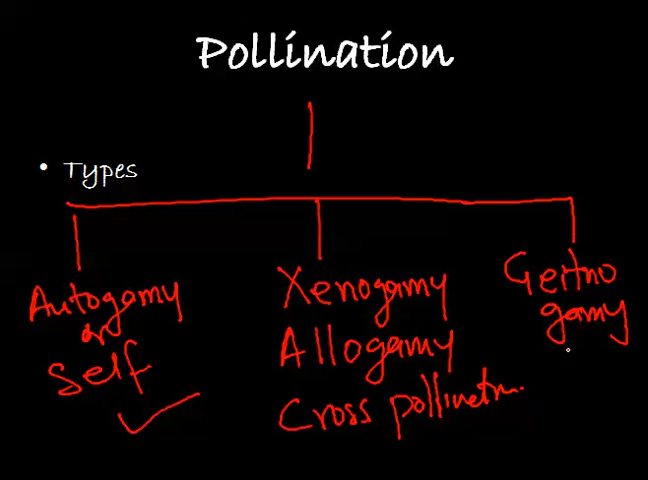 Pollination
• Types
Autogamy
or
Self
Xenogamy
Allogamy
Cross pollinatn.
Geitno
gamy